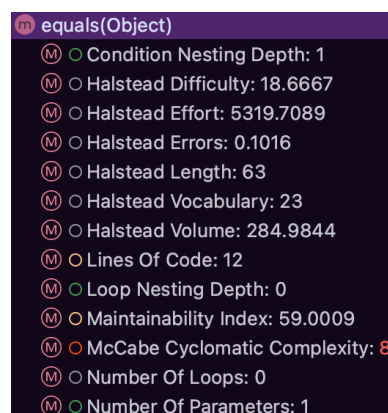 m equals(Object)
M Condition Nesting Depth: 1
M Halstead Difficulty: 18.6667
M Halstead Effort: 5319.7089
M Halstead Errors: 0.1016
M Halstead Length: 63
M Halstead Vocabulary: 23
M Halstead Volume: 284.9844
M Lines Of Code: 12
M Loop Nesting Depth: 0
M Maintainability Index: 59.0009
M McCabe Cyclomatic Complexity: 8
M Number Of Loops: 0
M Number Of Parameters: 1